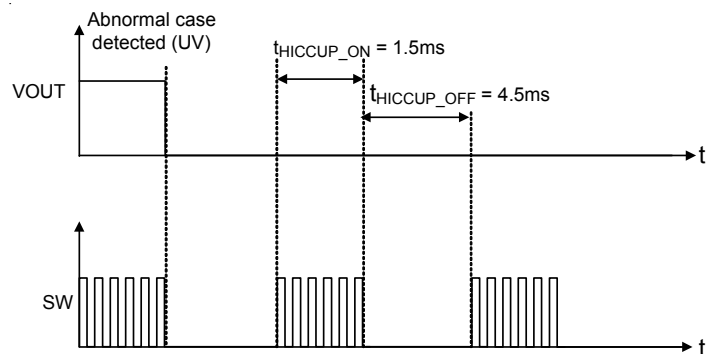 Abnormal case
detected (UV)
tHICCUP_ON = 1.5ms
VOUT
tHICCUP_OFF = 4.5ms
t
SW
t